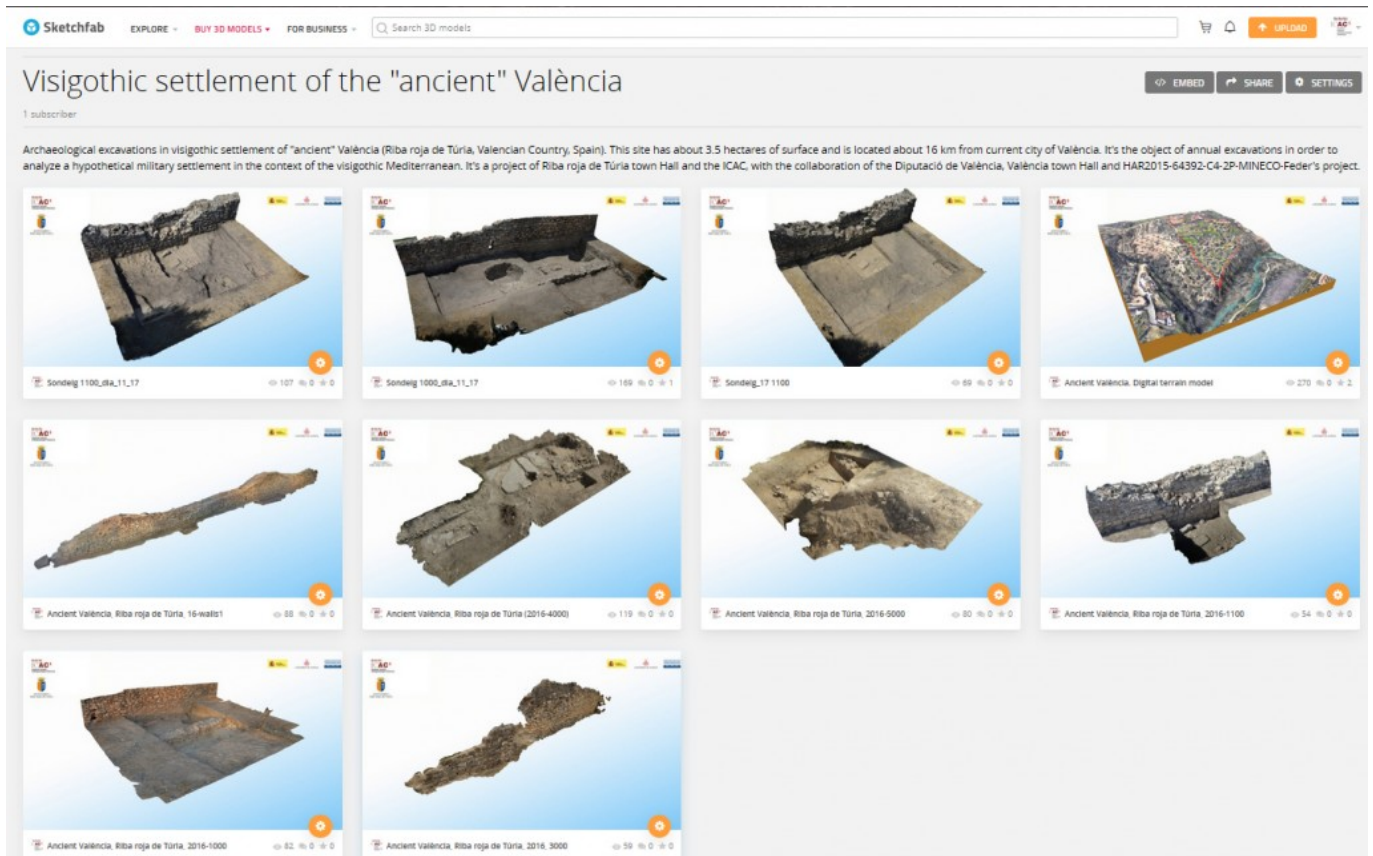 Sketchfab EXPLORE BUY 3D MODELS FOR BUSINESS Search 3D models UPLOAD
Visigothic settlement of the "ancient" València
</> EMBED SHARE SETTINGS
1 subscriber
Archaeological excavations in visigothic settlement of "ancient" València (Riba roja de Túria, Valencian Country, Spain). This site has about 3.5 hectares of surface and is located about 16 km from current city of València. It's the object of annual excavations in order to
analyze a hypothetical military settlement in the context of the visigothic Mediterranean. It's a project of Riba roja de Túria town Hall and the ICAC, with the collaboration of the Diputació de València, València town Hall and HAR2015-64392-C4-2P-MINECO-Feder's project.
Sondeig 1100_dia_11_17 107 0 0
Sondeig 1000_dia_11_17 169 0 1
Sondeig_17 1100 69 0 0
Ancient València. Digital terrain model 270 0 2
Ancient València, Riba roja de Túria, 16-walls1 88 0 0
Ancient València, Riba roja de Túria (2016-4000) 119 0 0
Ancient València, Riba roja de Túria, 2016-5000 80 0 0
Ancient València, Riba roja de Túria, 2016-1100 54 0 0
Ancient València, Riba roja de Túria, 2016-1000 82 0 0
Ancient València, Riba roja de Túria, 2016, 3000 59 0 0